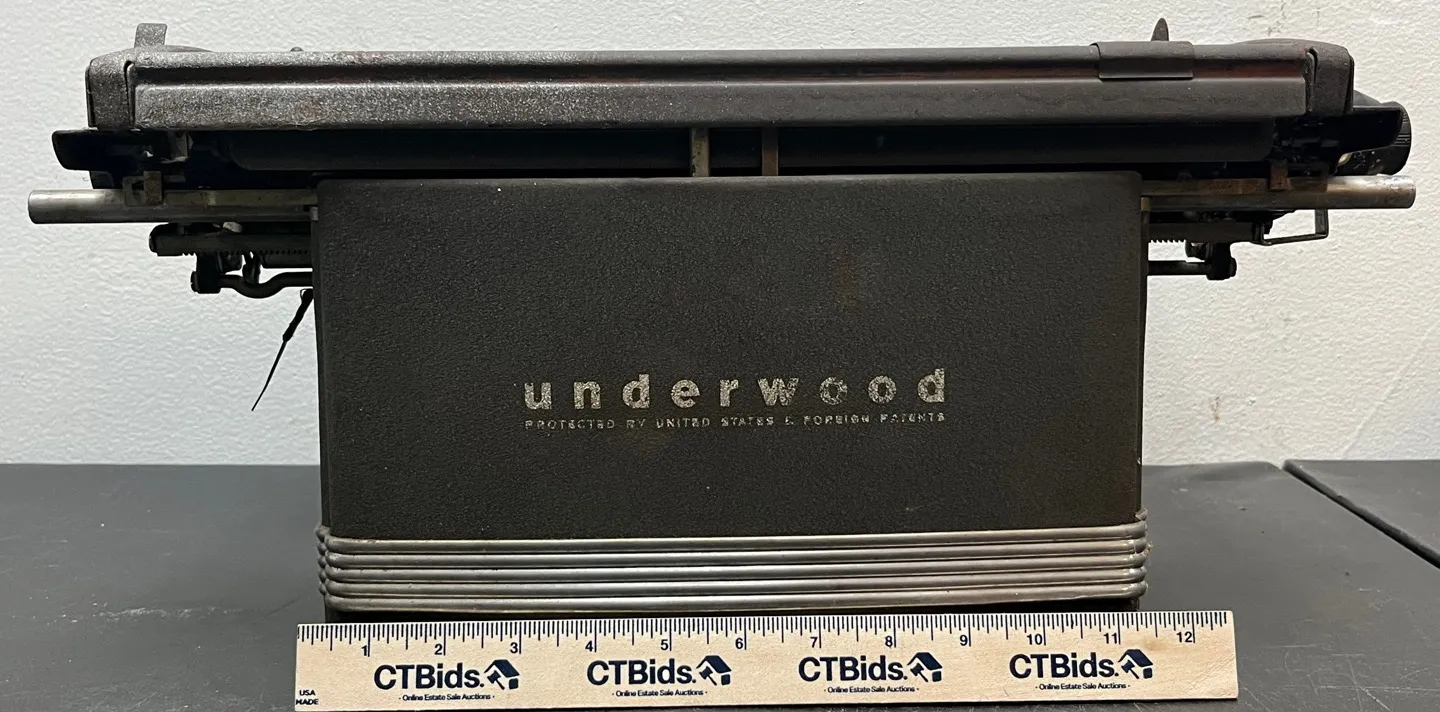 underwood
PROTECTED BY UNITED STATES & FOREIGN PATENTS
1 2 3 4 5 6 7 8 9 10 11 12
CTBids. CTBids. CTBids. CTBids.
- Online Estate Sale Auctions - - Online Estate Sale Auctions - - Online Estate Sale Auctions - - Online Estate Sale Auctions -
USA
MADE